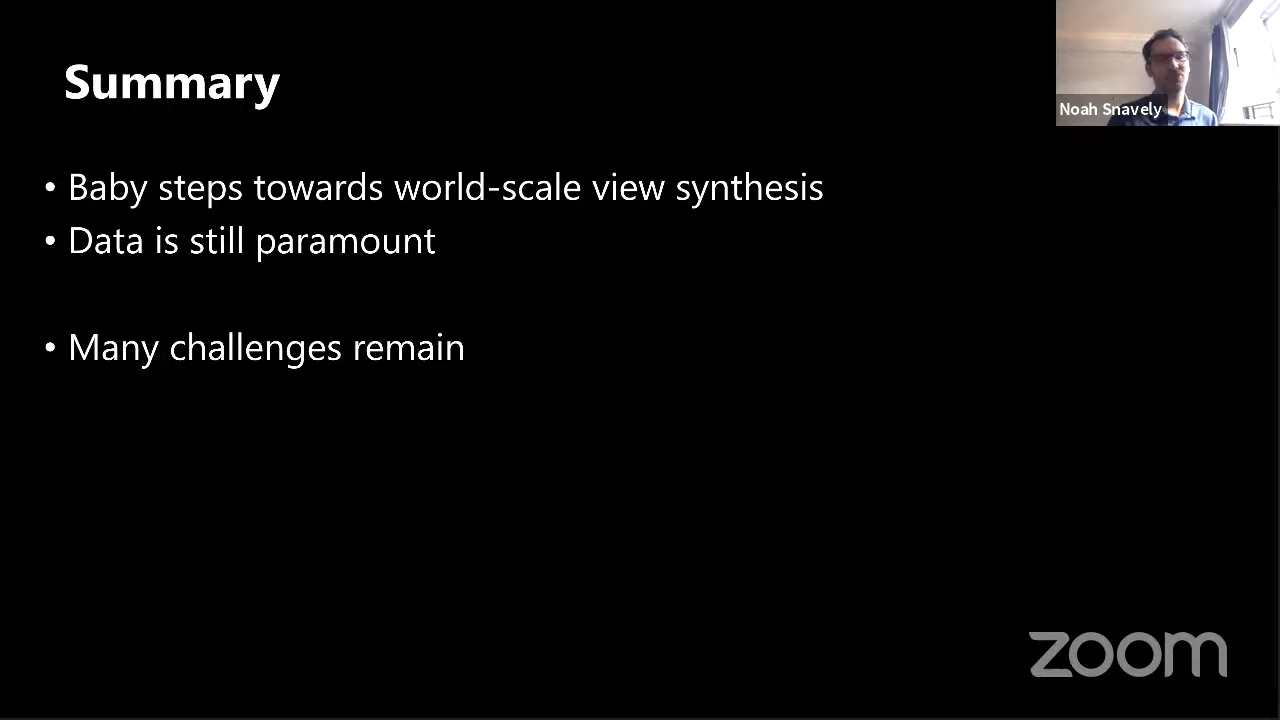 Summary
Noah Snavely
• Baby steps towards world-scale view synthesis
• Data is still paramount
• Many challenges remain
zoom